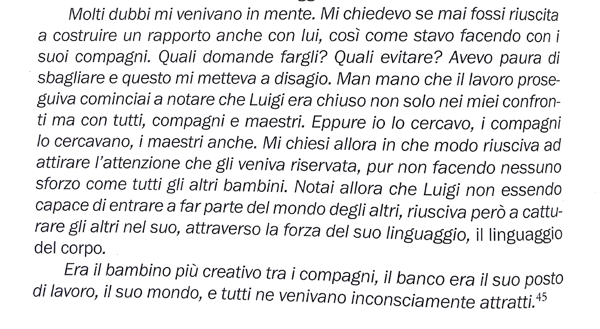 Molti dubbi mi venivano in mente. Mi chiedevo se mai fossi riuscita
a costruire un rapporto anche con lui, così come stavo facendo con i
suoi compagni. Quali domande fargli? Quali evitare? Avevo paura di
sbagliare e questo mi metteva a disagio. Man mano che il lavoro prose-
guiva cominciai a notare che Luigi era chiuso non solo nei miei confron-
ti ma con tutti, compagni e maestri. Eppure io lo cercavo, i compagni
lo cercavano, i maestri anche. Mi chiesi allora in che modo riusciva ad
attirare l'attenzione che gli veniva riservata, pur non facendo nessuno
sforzo come tutti gli altri bambini. Notai allora che Luigi non essendo
capace di entrare a far parte del mondo degli altri, riusciva però a cattu-
rare gli altri nel suo, attraverso la forza del suo linguaggio, il linguaggio
del corpo.
Era il bambino più creativo tra i compagni, il banco era il suo posto
di lavoro, il suo mondo, e tutti ne venivano inconsciamente attratti.45